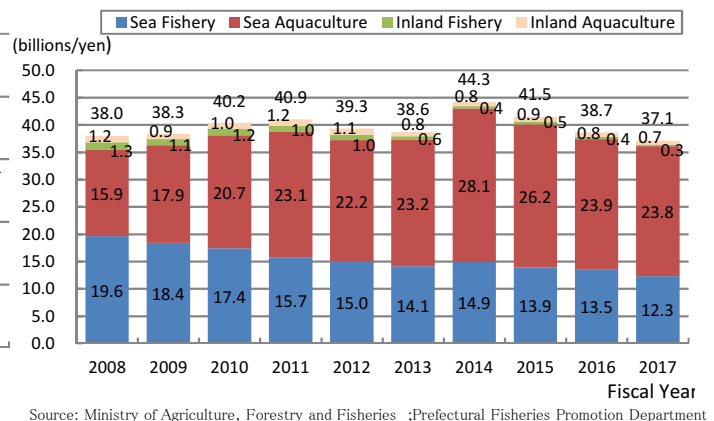 Sea Fishery Sea Aquaculture Inland Fishery Inland Aquaculture
(billions/yen)
50.0
45.0
40.0
35.0
30.0
25.0
20.0
15.0
10.0
5.0
0.0
38.0 38.3 40.2 40.9 39.3 38.6 44.3 41.5 38.7 37.1
1.2 0.9 1.0 1.2 1.1 0.8 0.8 0.9 0.8 0.7
1.3 1.1 1.2 1.0 1.0 0.6 0.4 0.5 0.4 0.3
15.9 17.9 20.7 23.1 22.2 23.2 28.1 26.2 23.9 23.8
19.6 18.4 17.4 15.7 15.0 14.1 14.9 13.9 13.5 12.3
2008 2009 2010 2011 2012 2013 2014 2015 2016 2017
Fiscal Year
Source: Ministry of Agriculture, Forestry and Fisheries ;Prefectural Fisheries Promotion Department